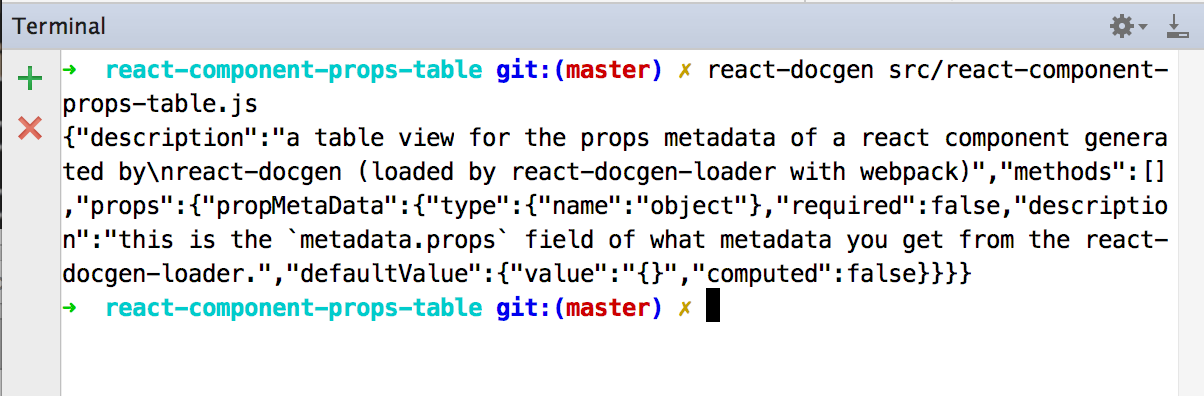 Terminal
→ react-component-props-table git:(master) ✗ react-docgen src/react-component-
props-table.js
{"description":"a table view for the props metadata of a react component genera
ted by\nreact-docgen (loaded by react-docgen-loader with webpack)","methods":[]
,"props":{"propMetaData":{"type":{"name":"object"},"required":false,"descriptio
n":"this is the `metadata.props` field of what metadata you get from the react-
docgen-loader.","defaultValue":{"value":"{}","computed":false}}}}
→ react-component-props-table git:(master) ✗